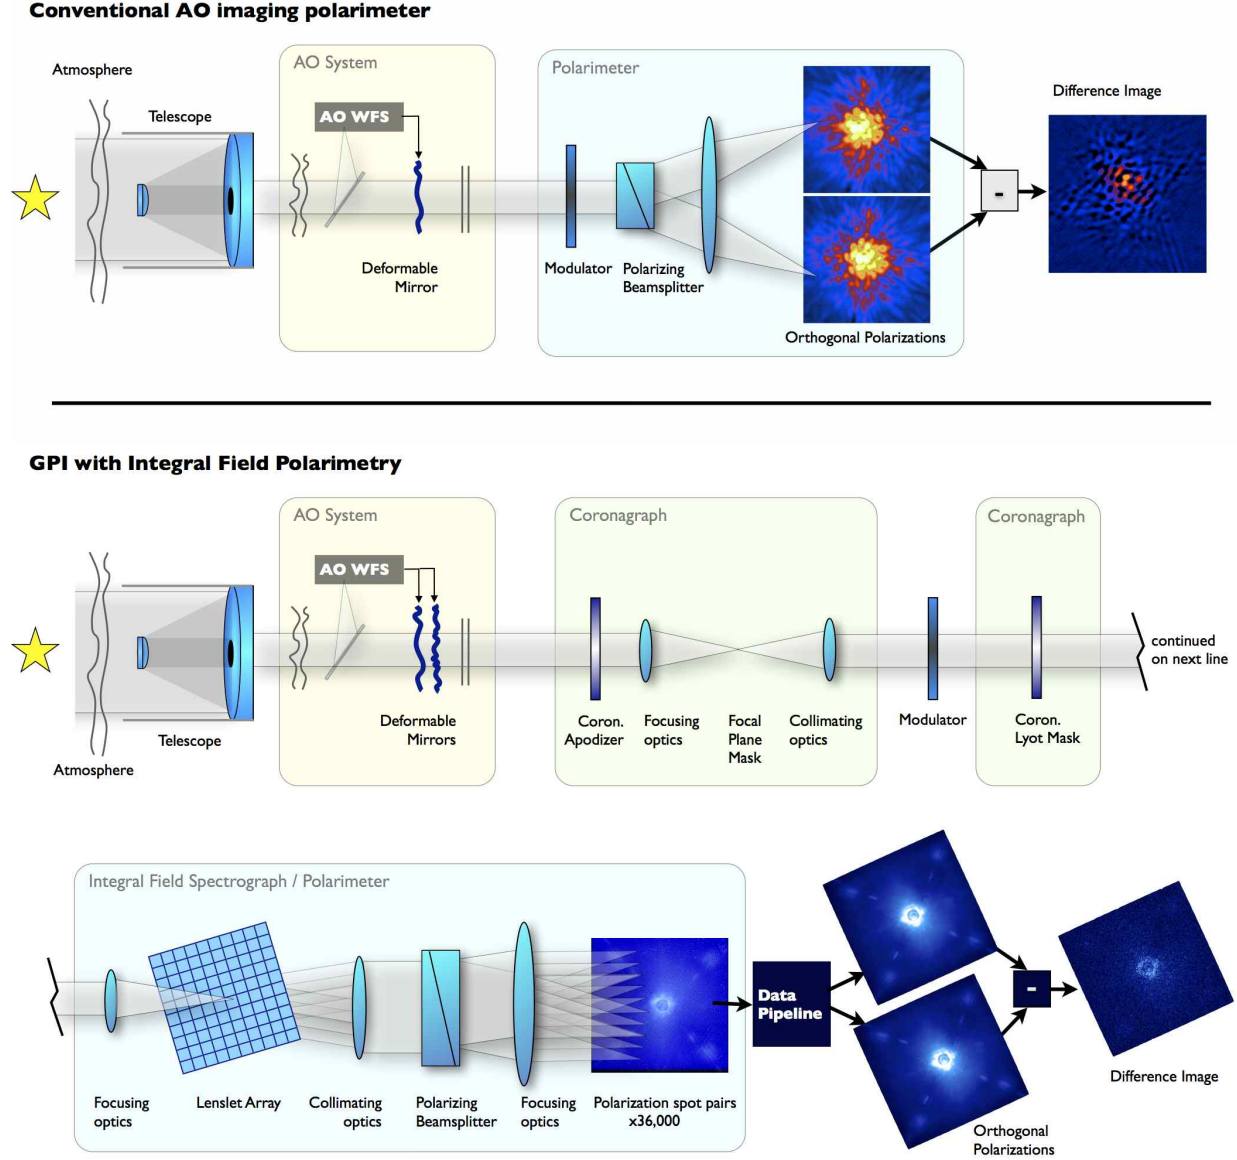 Conventional AO imaging polarimeter
Atmosphere
Telescope
AO System
AO WFS
Deformable
Mirror
Polarimeter
Modulator
Polarizing
Beamsplitter
Orthogonal Polarizations
-
Difference Image
GPI with Integral Field Polarimetry
Atmosphere
Telescope
AO System
AO WFS
Deformable
Mirrors
Coronagraph
Coron.
Apodizer
Focusing
optics
Focal
Plane
Mask
Collimating
optics
Modulator
Coronagraph
Coron.
Lyot Mask
continued
on next line
Integral Field Spectrograph / Polarimeter
Focusing
optics
Lenslet Array
Collimating
optics
Polarizing
Beamsplitter
Focusing
optics
Polarization spot pairs
x36,000
Data
Pipeline
Orthogonal
Polarizations
-
Difference Image